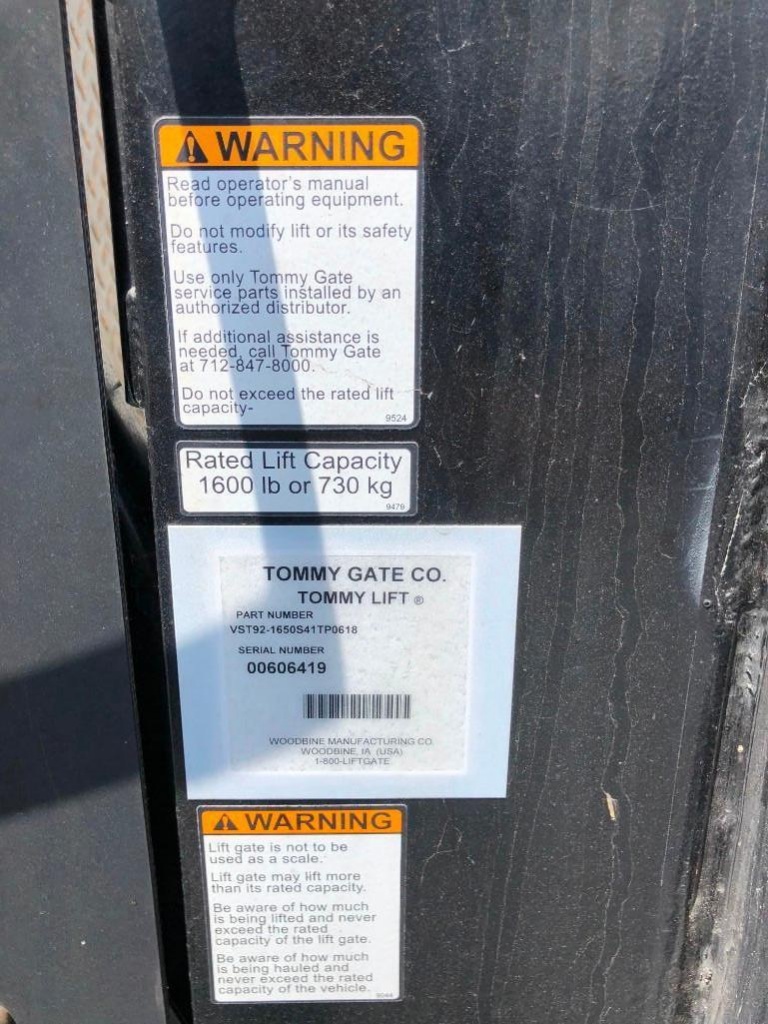 WARNING
Read operator's manual
before operating equipment.
Do not modify lift or its safety
features.
Use only Tommy Gate
service parts installed by an
authorized distributor.
If additional assistance is
needed, call Tommy Gate
at 712-847-8000.
Do not exceed the rated lift
capacity-
9524
Rated Lift Capacity
1600 lb or 730 kg
9479
TOMMY GATE CO.
TOMMY LIFT ®
PART NUMBER
VST92-1650S41TP0618
SERIAL NUMBER
00606419
WOODBINE MANUFACTURING CO.
WOODBINE, IA (USA)
1-800-LIFTGATE
WARNING
Lift gate is not to be
used as a scale.
Lift gate may lift more
than its rated capacity.
Be aware of how much
is being lifted and never
exceed the rated
capacity of the lift gate.
Be aware of how much
is being hauled and
never exceed the rated
capacity of the vehicle.